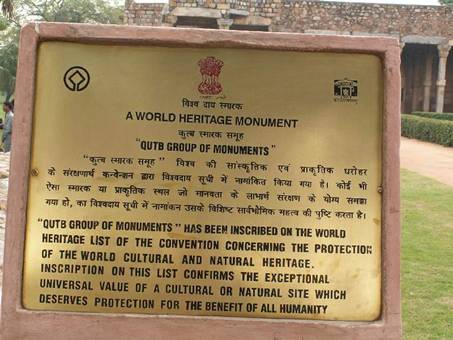 विश्व दाय स्मारक
A WORLD HERITAGE MONUMENT
कुतब स्मारक समूह
"QUTB GROUP OF MONUMENTS"
"कुतब स्मारक समूह" विश्व की सांस्कृतिक एवं प्राकृतिक धरोहर
के संरक्षणार्थ कन्वेन्शन द्वारा विश्वदाय सूची में नामांकित किया गया है। कोई भी
ऐसा स्मारक या प्राकृतिक स्थल जो मानवता के लाभार्थ संरक्षण के योग्य समझा
गया हो, का विश्वदाय सूची में नामांकन उसके विशिष्ट सार्वभौमिक महत्व की पुष्टि करता है।
"QUTB GROUP OF MONUMENTS" HAS BEEN INSCRIBED ON THE WORLD
HERITAGE LIST OF THE CONVENTION CONCERNING THE PROTECTION
OF THE WORLD CULTURAL AND NATURAL HERITAGE.
INSCRIPTION ON THIS LIST CONFIRMS THE EXCEPTIONAL
UNIVERSAL VALUE OF A CULTURAL OR NATURAL SITE WHICH
DESERVES PROTECTION FOR THE BENEFIT OF ALL HUMANITY